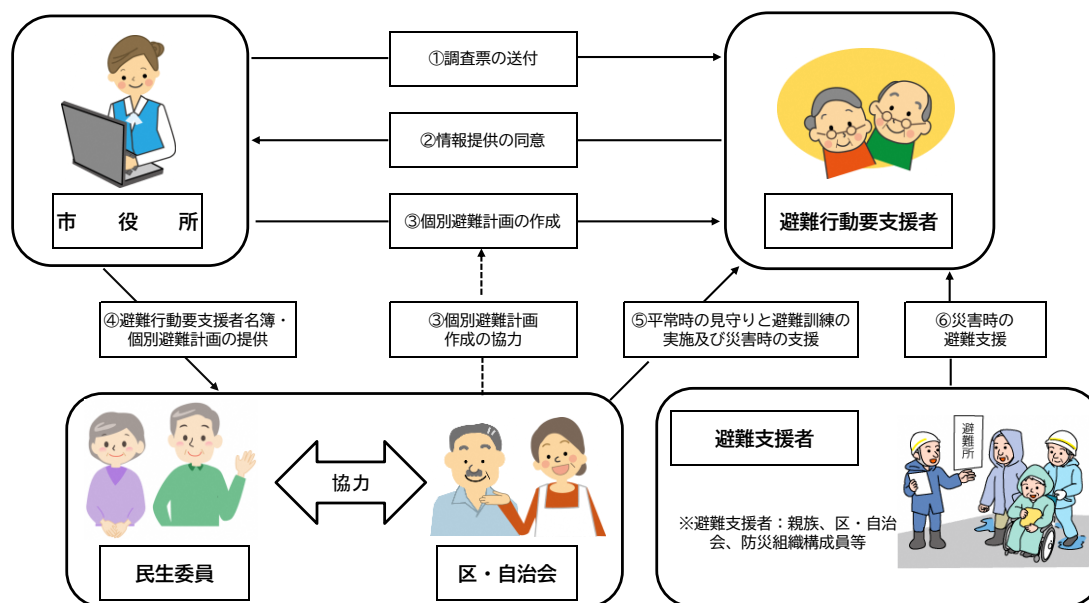 ①調査票の送付
②情報提供の同意
市　役　所
③個別避難計画の作成
避難行動要支援者
④避難行動要支援者名簿・
個別避難計画の提供
③個別避難計画
作成の協力
⑤平常時の見守りと避難訓練の
実施及び災害時の支援
⑥災害時の
避難支援
協力
民生委員
区・自治会
避難支援者
避難所
※避難支援者：親族、区・自治
会、防災組織構成員等